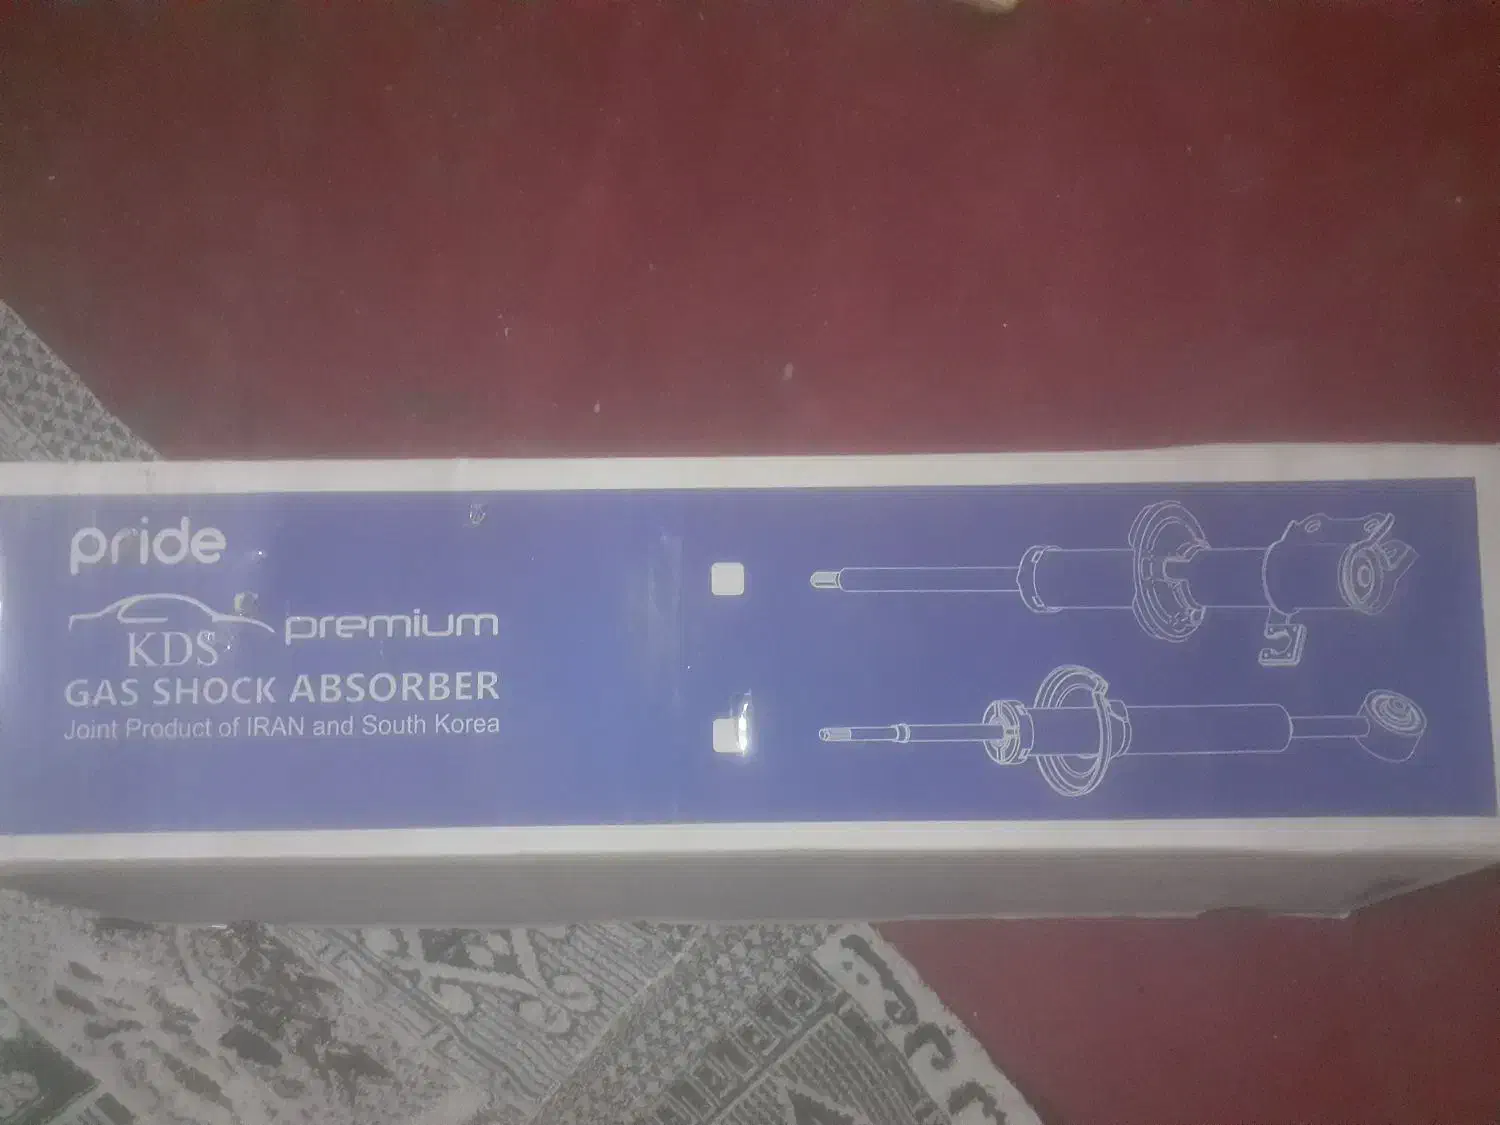 pride
KDS premium
GAS SHOCK ABSORBER
Joint Product of IRAN and South Korea